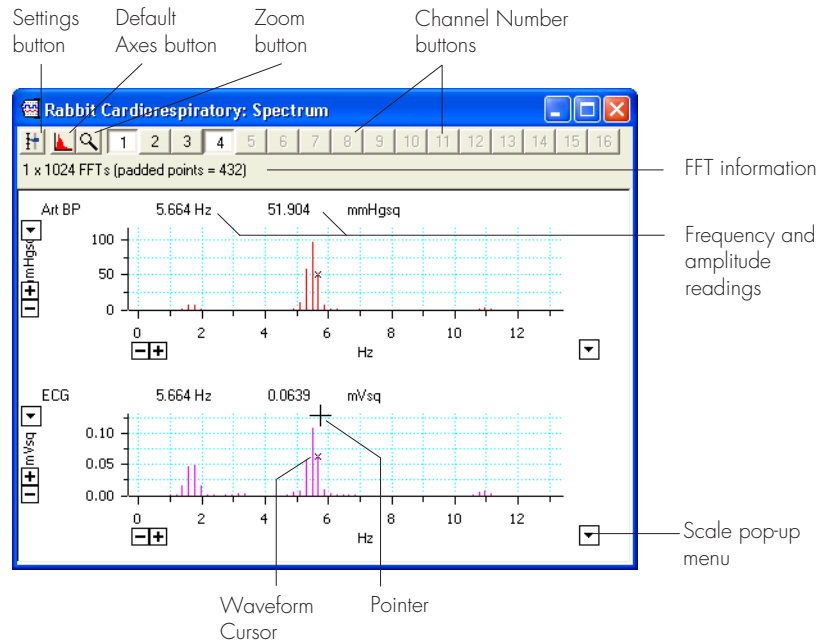 Settings button
Default Axes button
Zoom button
Channel Number buttons
Rabbit Cardiorespiratory: Spectrum
1 2 3 4 5 6 7 8 9 10 11 12 13 14 15 16
1 x 1024 FFTs (padded points = 432)
FFT information
Art BP 5.664 Hz 51.904 mmHgsq
Frequency and amplitude readings
mmHgsq
100
50
0
0 2 4 6 8 10 12
Hz
ECG 5.664 Hz 0.0639 mVsq
mVsq
0.10
0.05
0.00
0 2 4 6 8 10 12
Hz
Scale pop-up menu
Waveform Cursor
Pointer